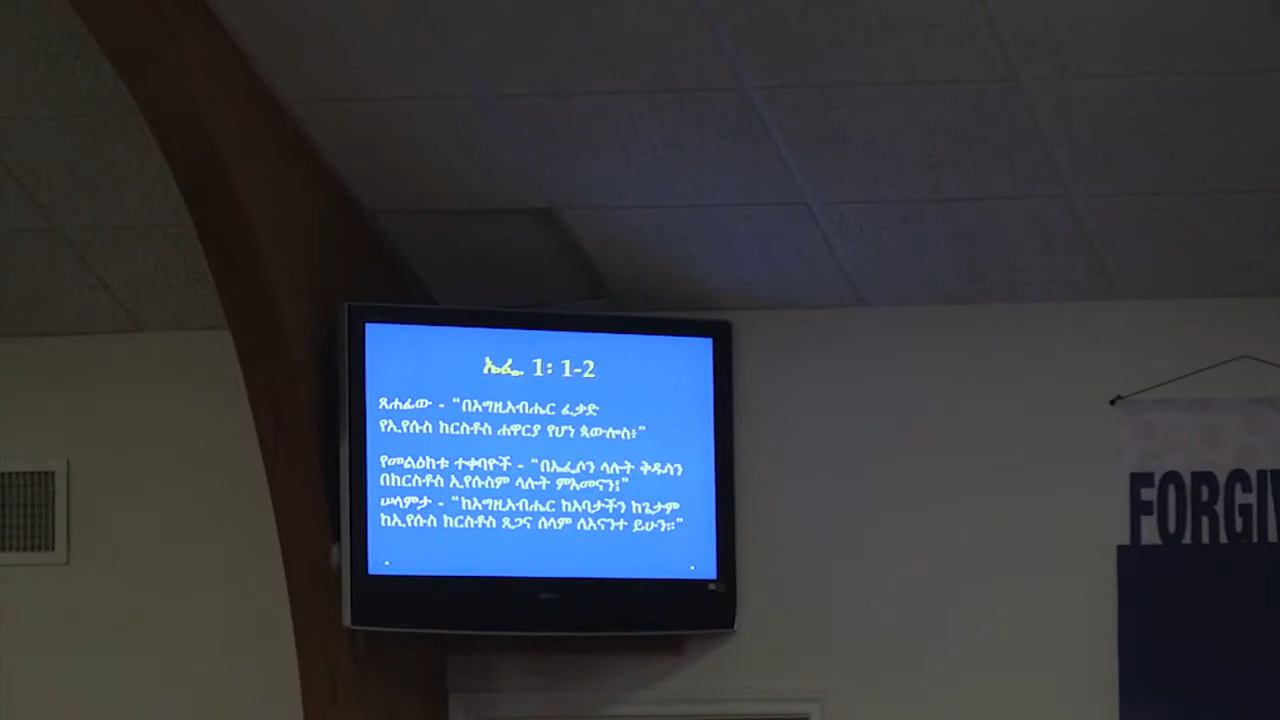 ኤፌ. 1፡ 1-2
ጸሐፊው - “በእግዚአብሔር ፈቃድ
የኢየሱስ ክርስቶስ ሐዋርያ የሆነ ጳውሎስ፥”
የመልዕክቱ ተቀባዮች - “በኤፌሶን ላሉት ቅዱሳን
በክርስቶስ ኢየሱስም ላሉት ምእመናን፤”
ሠላምታ - “ከእግዚአብሔር ከአባታችን ከጌታም
ከኢየሱስ ክርስቶስ ጸጋና ሰላም ለእናንተ ይሁን።”
FORGIV